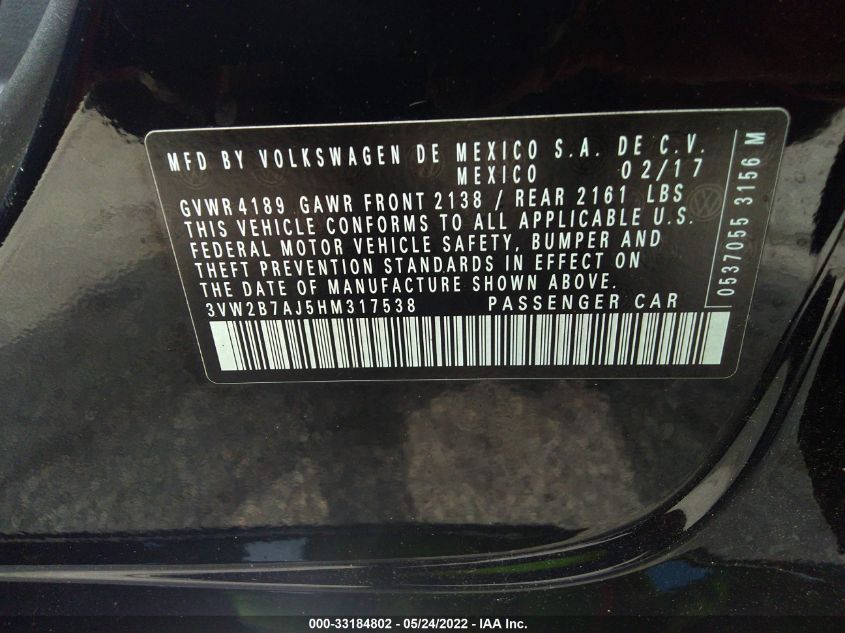 MFD BY VOLKSWAGEN DE MEXICO S.A. DE C.V.
MEXICO 02/17
GVWR 4189 GAWR FRONT 2138 / REAR 2161 LBS
THIS VEHICLE CONFORMS TO ALL APPLICABLE U.S.
FEDERAL MOTOR VEHICLE SAFETY, BUMPER AND
THEFT PREVENTION STANDARDS IN EFFECT ON
THE DATE OF MANUFACTURE SHOWN ABOVE.
3VW2B7AJ5HM317538 PASSENGER CAR
0537055 3156 M
000-33184802 - 05/24/2022 - IAA Inc.